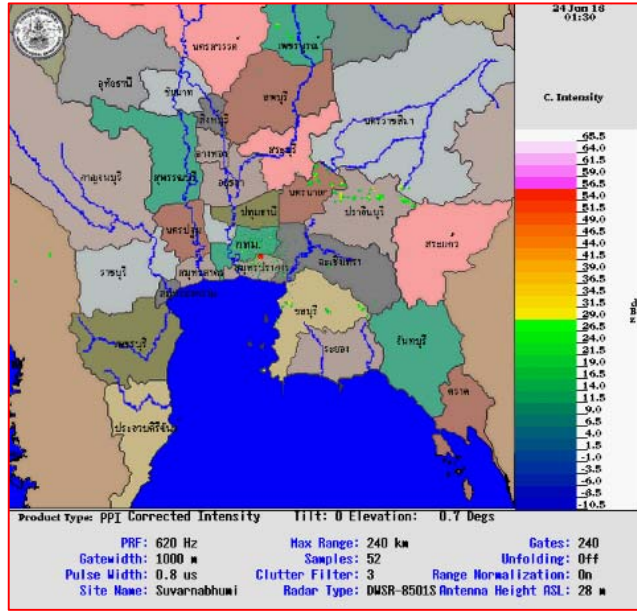 24 Jun 16
01:30
C. Intensity
นครสวรรค์
เพชรบูรณ์
อุทัยธานี
ชัยนาท
ลพบุรี
สิงห์บุรี
นครราชสีมา
อ่างทอง
สระบุรี
กาญจนบุรี
สุพรรณบุรี
อยุธยา
นครนายก
ปราจีนบุรี
ปทุมธานี
นครปฐม
กทม.
สระแก้ว
ราชบุรี
สมุทรสาคร
สมุทรปราการ
ฉะเชิงเทรา
ชลบุรี
เพชรบุรี
ระยอง
จันทบุรี
ตราด
ประจวบคีรีขันธ์
65.5
64.0
61.5
59.0
56.5
54.0
51.5
49.0
46.5
44.0
41.5
39.0
36.5
34.0
31.5
29.0
26.5
24.0
21.5
19.0
16.5
14.0
11.5
9.0
6.5
4.0
1.5
-1.0
-3.5
-6.0
-8.5
-10.5
Product Type: PPI Corrected Intensity Tilt: 0 Elevation: 0.7 Degs
PRF: 620 Hz Max Range: 240 km Gates: 240
Gatewidth: 1000 m Samples: 52 Unfolding: Off
Pulse Width: 0.8 us Clutter Filter: 3 Range Normalization: On
Site Name: Suvarnabhumi Radar Type: DWSR-8501S Antenna Height ASL: 28 m